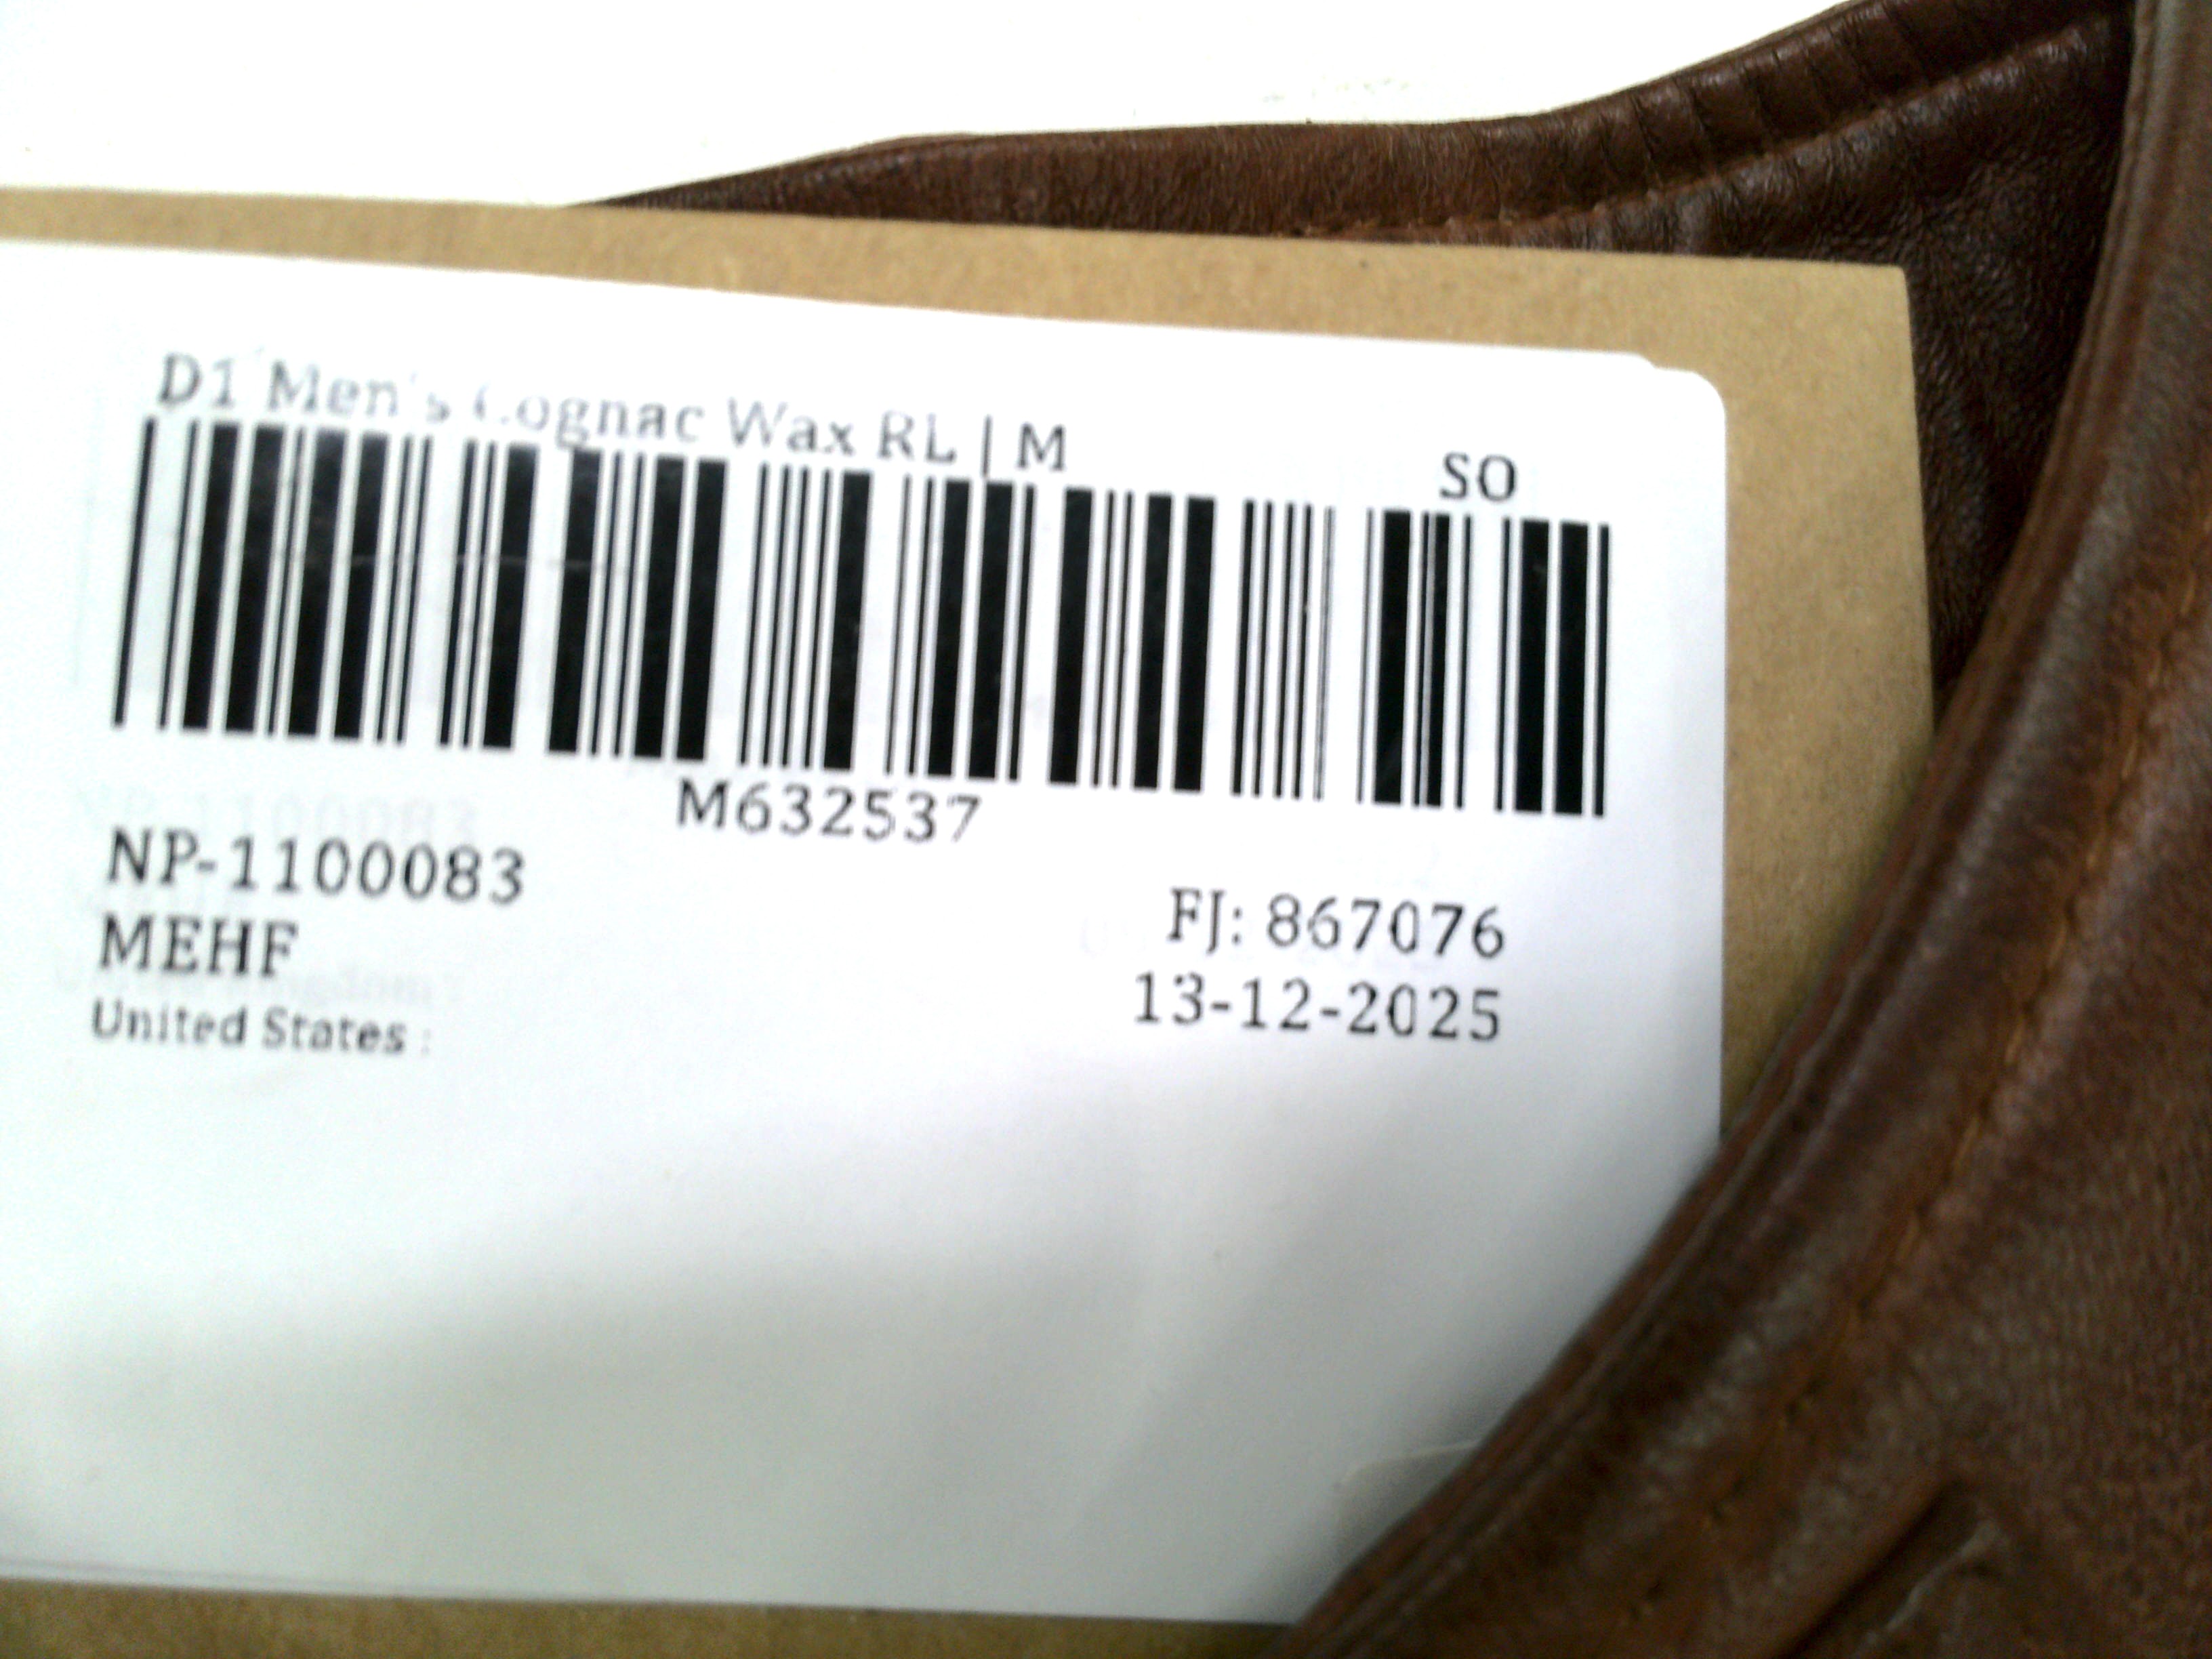 D1 Men's Cognac Wax RL | M
SO
M632537
NP-1100083
MEHF
FJ: 867076
13-12-2025
United States :